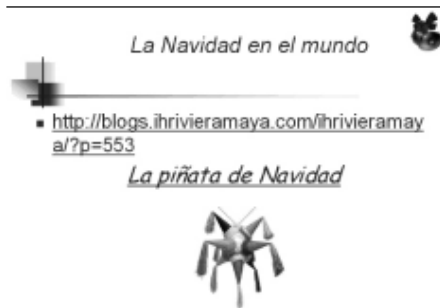 La Navidad en el mundo
http://blogs.ihrivieramaya.com/ihrivieramay
a/?p=553
La piñata de Navidad